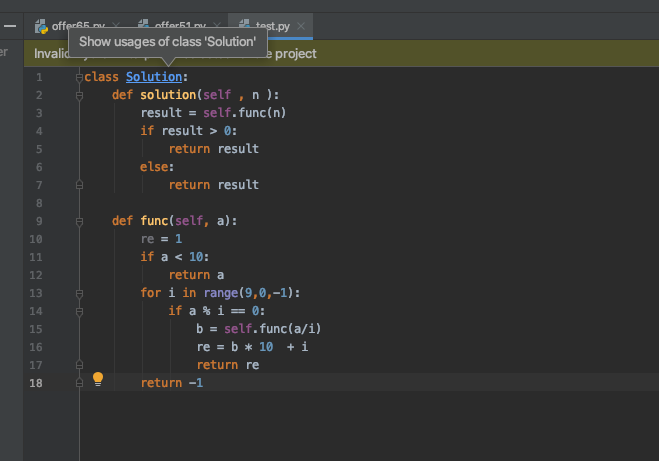 offer65.py offer51.py test.py
Show usages of class 'Solution'
er
Invalid project
1 class Solution:
2 def solution(self , n ):
3 result = self.func(n)
4 if result > 0:
5 return result
6 else:
7 return result
8
9 def func(self, a):
10 re = 1
11 if a < 10:
12 return a
13 for i in range(9,0,-1):
14 if a % i == 0:
15 b = self.func(a/i)
16 re = b * 10 + i
17 return re
18 return -1